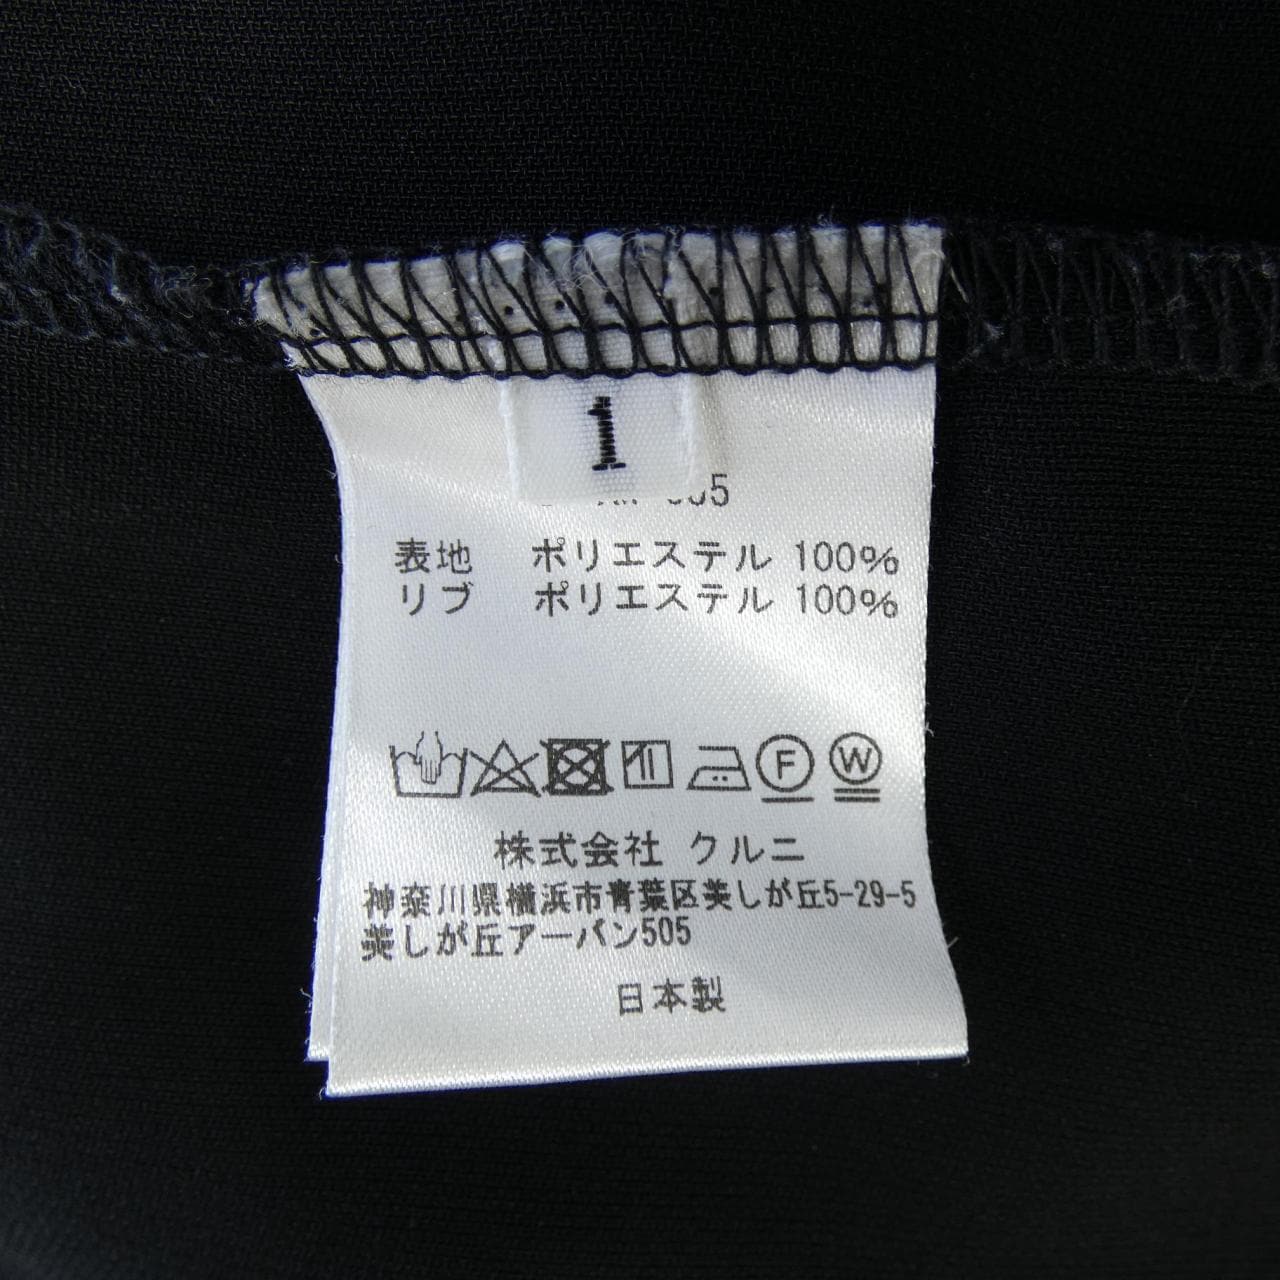 1
表地 ポリエステル 100%
リブ ポリエステル 100%
F W
株式会社 クルニ
神奈川県横浜市青葉区美しが丘5-29-5
美しが丘アーバン505
日本製